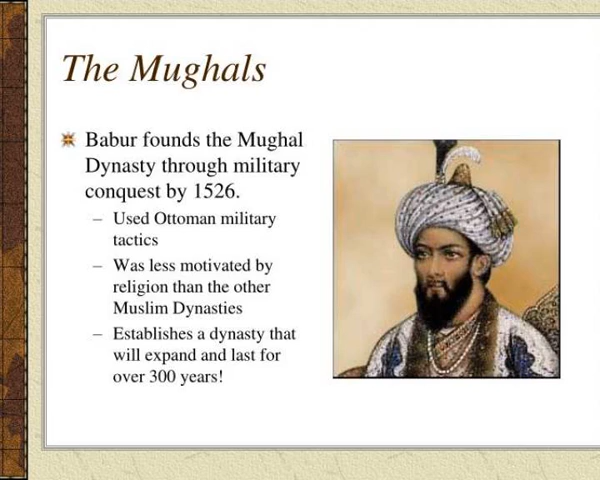 The Mughals
Babur founds the Mughal
Dynasty through military
conquest by 1526.
– Used Ottoman military
tactics
– Was less motivated by
religion than the other
Muslim Dynasties
– Establishes a dynasty that
will expand and last for
over 300 years!